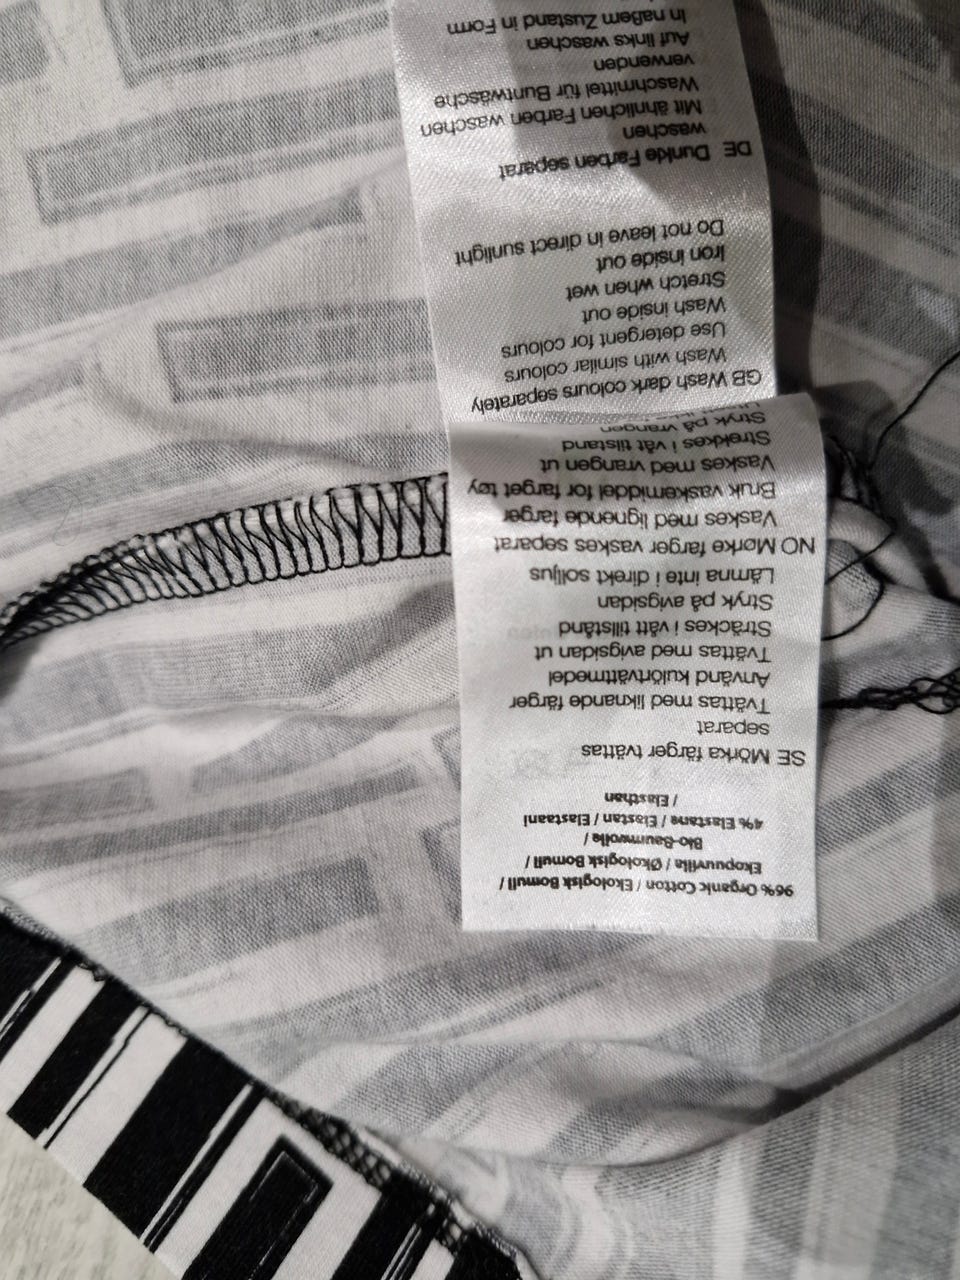 96% Organic Cotton / Ekologisk Bomull /
Ekopuuvilla / Økologisk Bomull /
Bio-Baumwolle /
4% Elastane / Elastan / Elastaani
/ Elasthan
SE Mörka färger tvättas
separat
Tvättas med liknande färger
Använd kulörtvättmedel
Tvättas med avigsidan ut
Sträckes i vått tillstånd
Stryk på avigsidan
Lämna inte i direkt solljus
NO Mørke farger vaskes separat
Vaskes med lignende farger
Bruk vaskemiddel for farget tøy
Vaskes med vrangen ut
Strekkes i våt tilstand
Stryk på vrangen
GB Wash dark colours separately
Wash with similar colours
Use detergent for colours
Wash inside out
Stretch when wet
Iron inside out
Do not leave in direct sunlight
DE Dunkle Farben separat
waschen
Mit ähnlichen Farben waschen
Waschmittel für Buntwäsche
verwenden
Auf links waschen
In naßem Zustand in Form